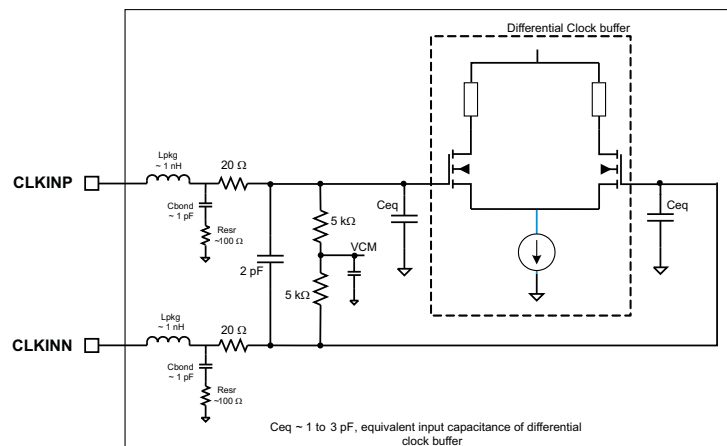 Differential Clock buffer
Lpkg
~ 1 nH
20 Ω
CLKINP
Cbond
~ 1 pF
Resr
~100 Ω
Ceq
5 kΩ
VCM
2 pF
5 kΩ
Ceq
Lpkg
~ 1 nH
20 Ω
CLKINN
Cbond
~ 1 pF
Resr
~100 Ω
Ceq ~ 1 to 3 pF, equivalent input capacitance of differential
clock buffer